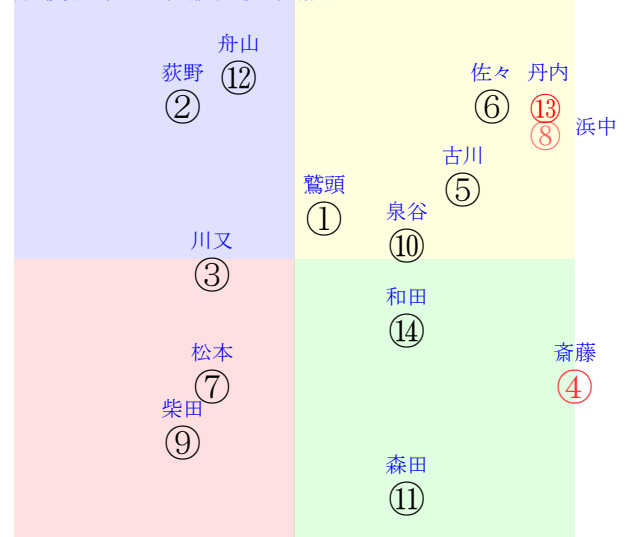 舟山
⑫
荻野
②
佐々
⑥
丹内
⑬
浜中
⑧
古川
⑤
鷲頭
①
泉谷
⑩
川又
③
和田
⑭
松本
⑦
斎藤
④
柴田
⑨
森田
⑪